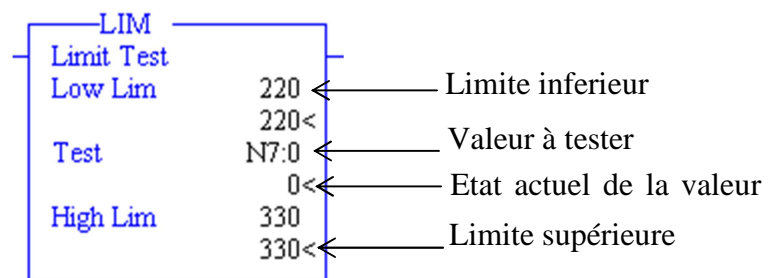 LIM
Limit Test
Low Lim 220 Limite inferieur
220<
Test N7:0 Valeur à tester
0< Etat actuel de la valeur
High Lim 330
330< Limite supérieure